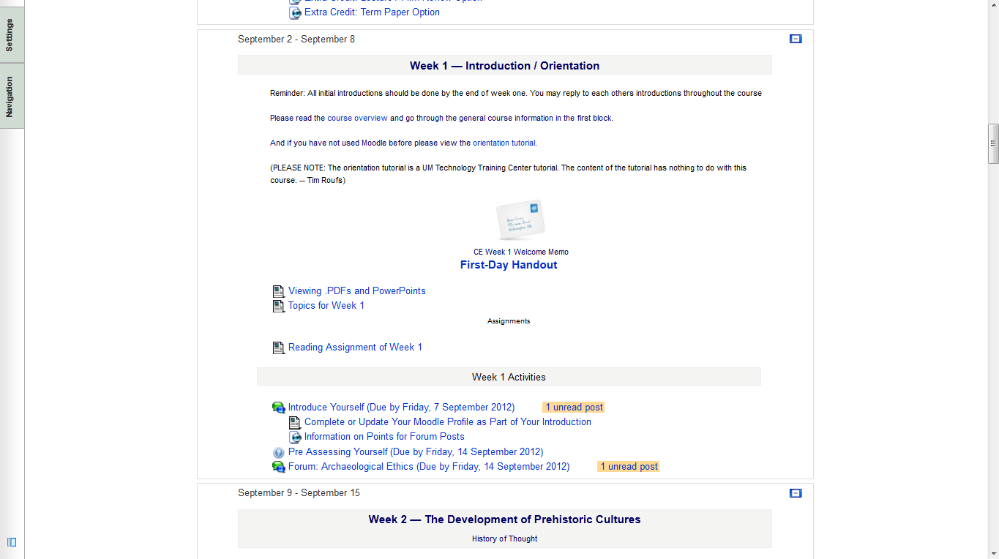 Extra Credit: Term Paper Option
Settings
Navigation
September 2 - September 8
Week 1 — Introduction / Orientation
Reminder: All initial introductions should be done by the end of week one. You may reply to each others introductions throughout the course
Please read the course overview and go through the general course information in the first block.
And if you have not used Moodle before please view the orientation tutorial.
(PLEASE NOTE: The orientation tutorial is a UM Technology Training Center tutorial. The content of the tutorial has nothing to do with this
course. -- Tim Roufs)
CE Week 1 Welcome Memo
First-Day Handout
Viewing .PDFs and PowerPoints
Topics for Week 1
Assignments
Reading Assignment of Week 1
Week 1 Activities
Introduce Yourself (Due by Friday, 7 September 2012) 1 unread post
Complete or Update Your Moodle Profile as Part of Your Introduction
Information on Points for Forum Posts
Pre Assessing Yourself (Due by Friday, 14 September 2012)
Forum: Archaeological Ethics (Due by Friday, 14 September 2012) 1 unread post
September 9 - September 15
Week 2 — The Development of Prehistoric Cultures
History of Thought